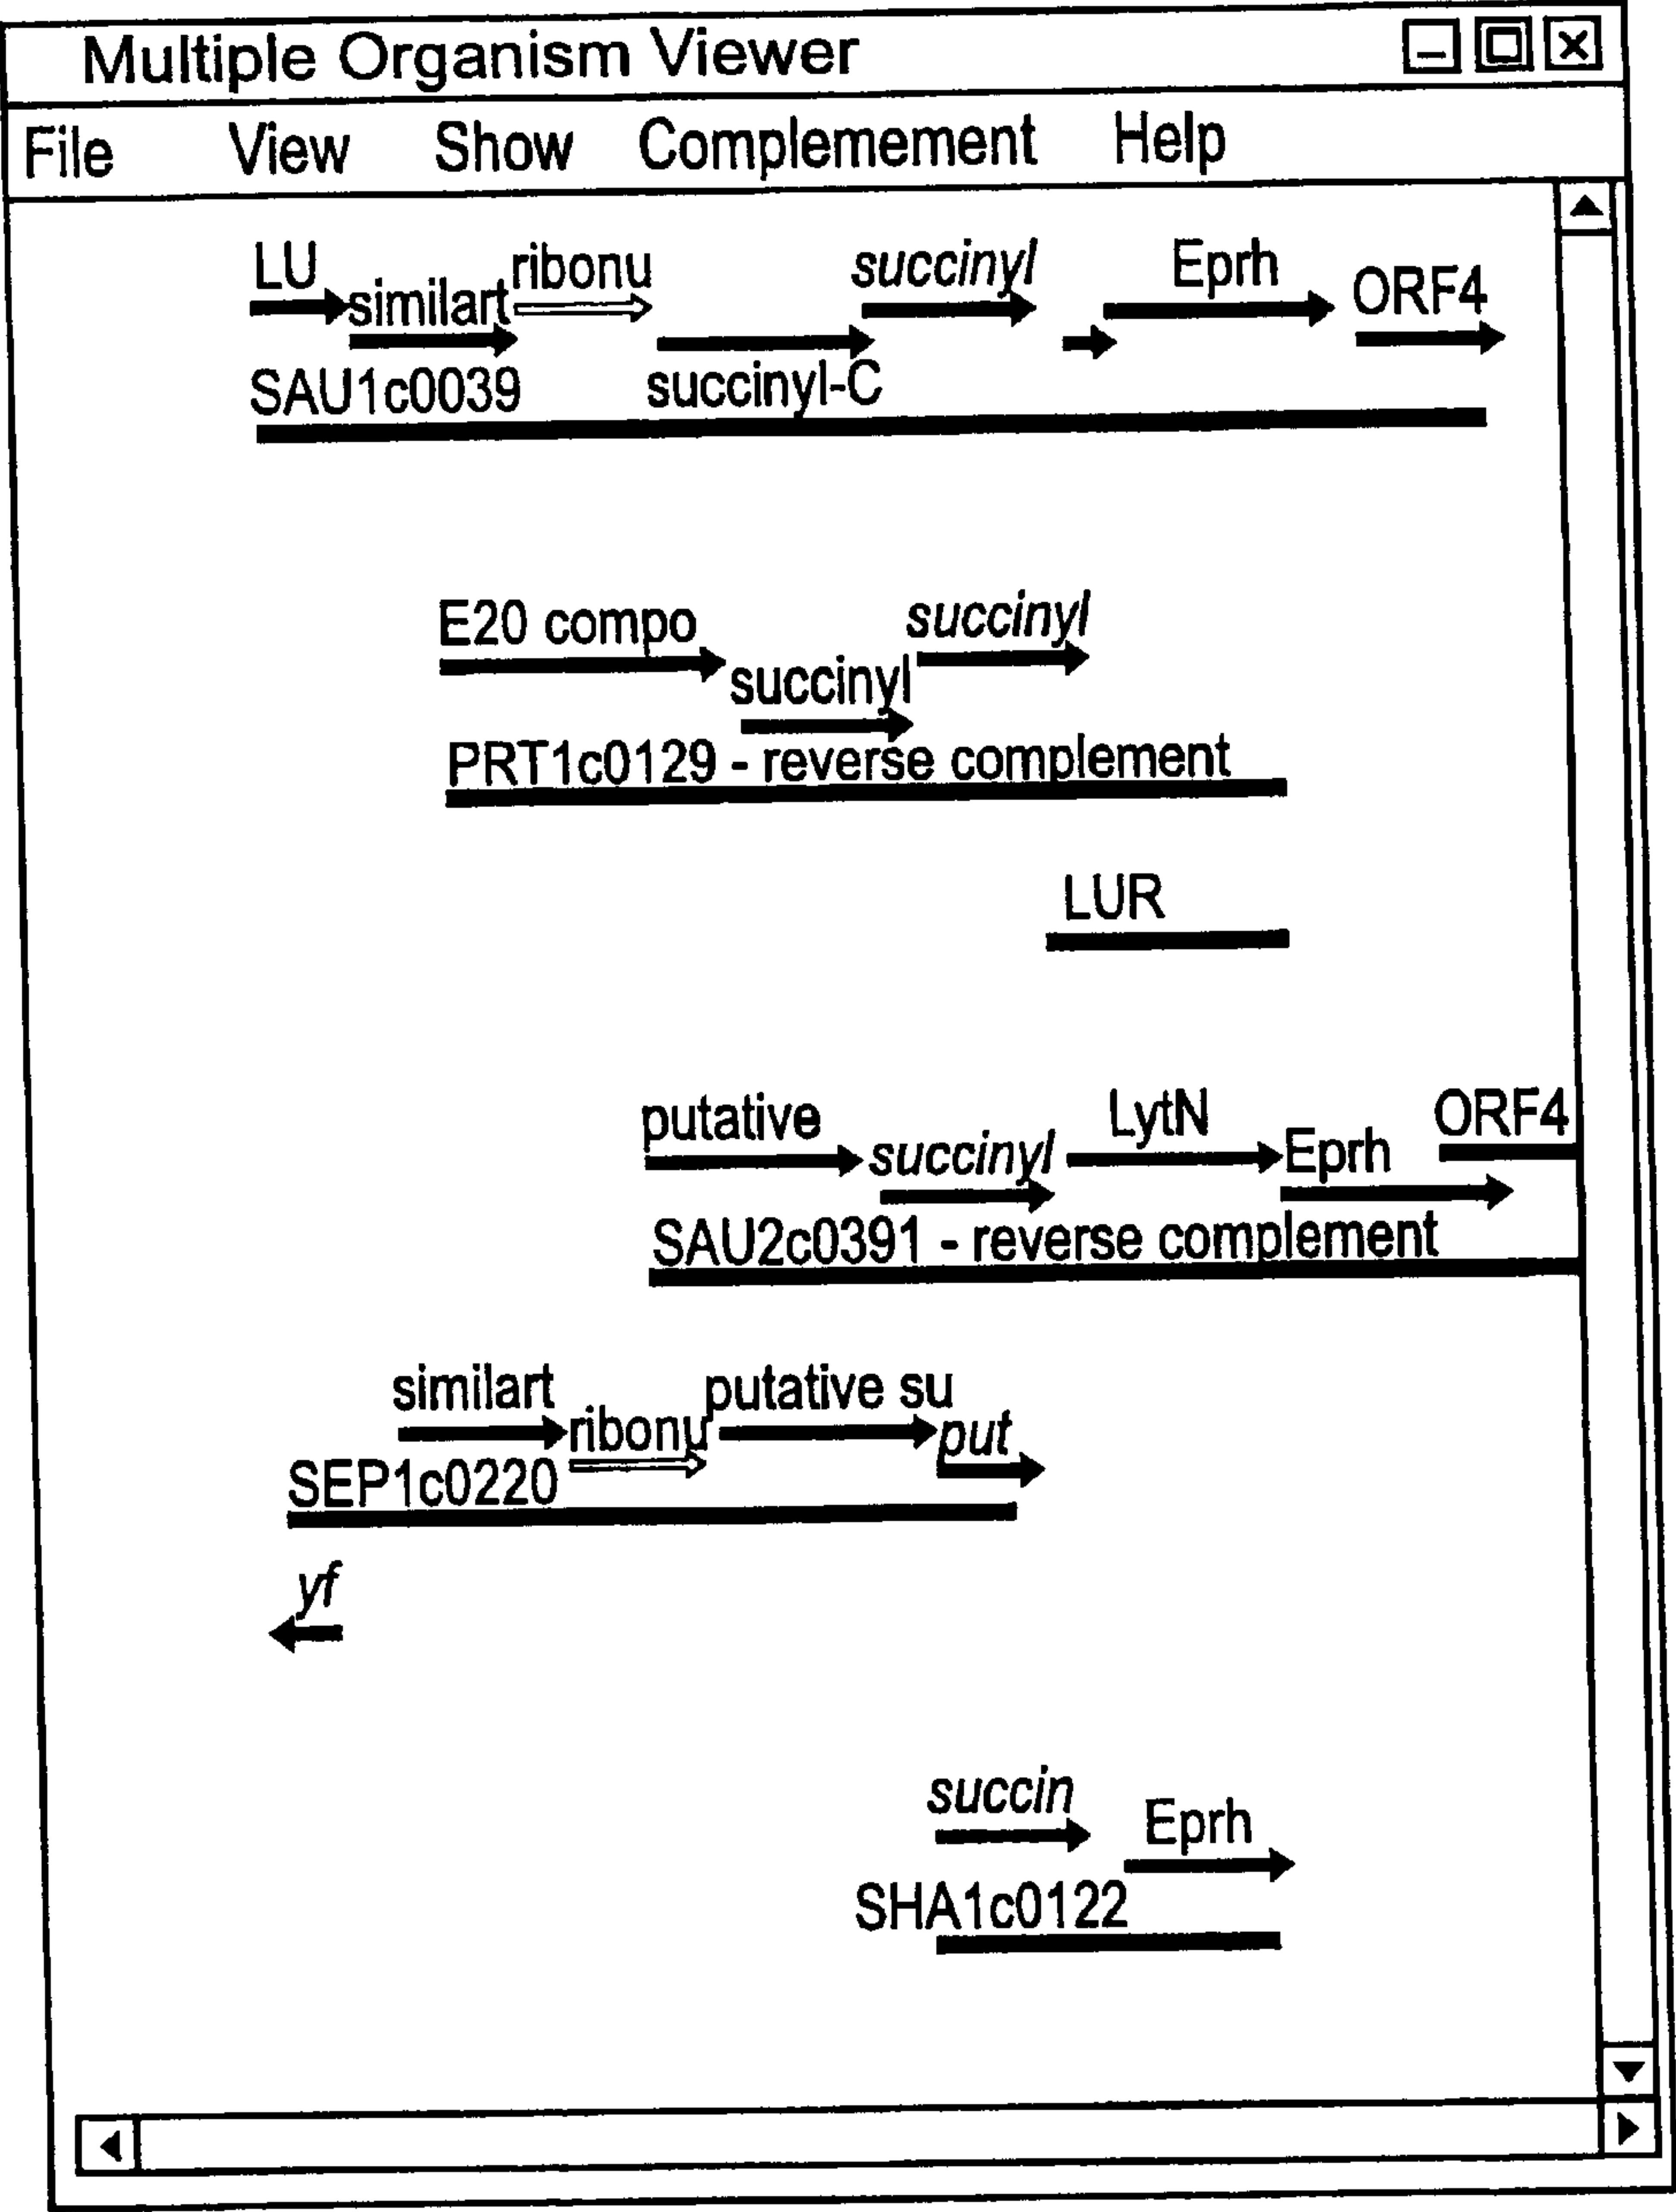 Multiple Organism Viewer
File View Show Complemement Help
LU similart ribonu succinyl Eprh ORF4
SAU1c0039 succinyl-C
E20 compo succinyl succinyl
PRT1c0129 - reverse complement
LUR
putative succinyl LytN Eprh ORF4
SAU2c0391 - reverse complement
similart ribonu putative su put
SEP1c0220
yf
succin Eprh
SHA1c0122